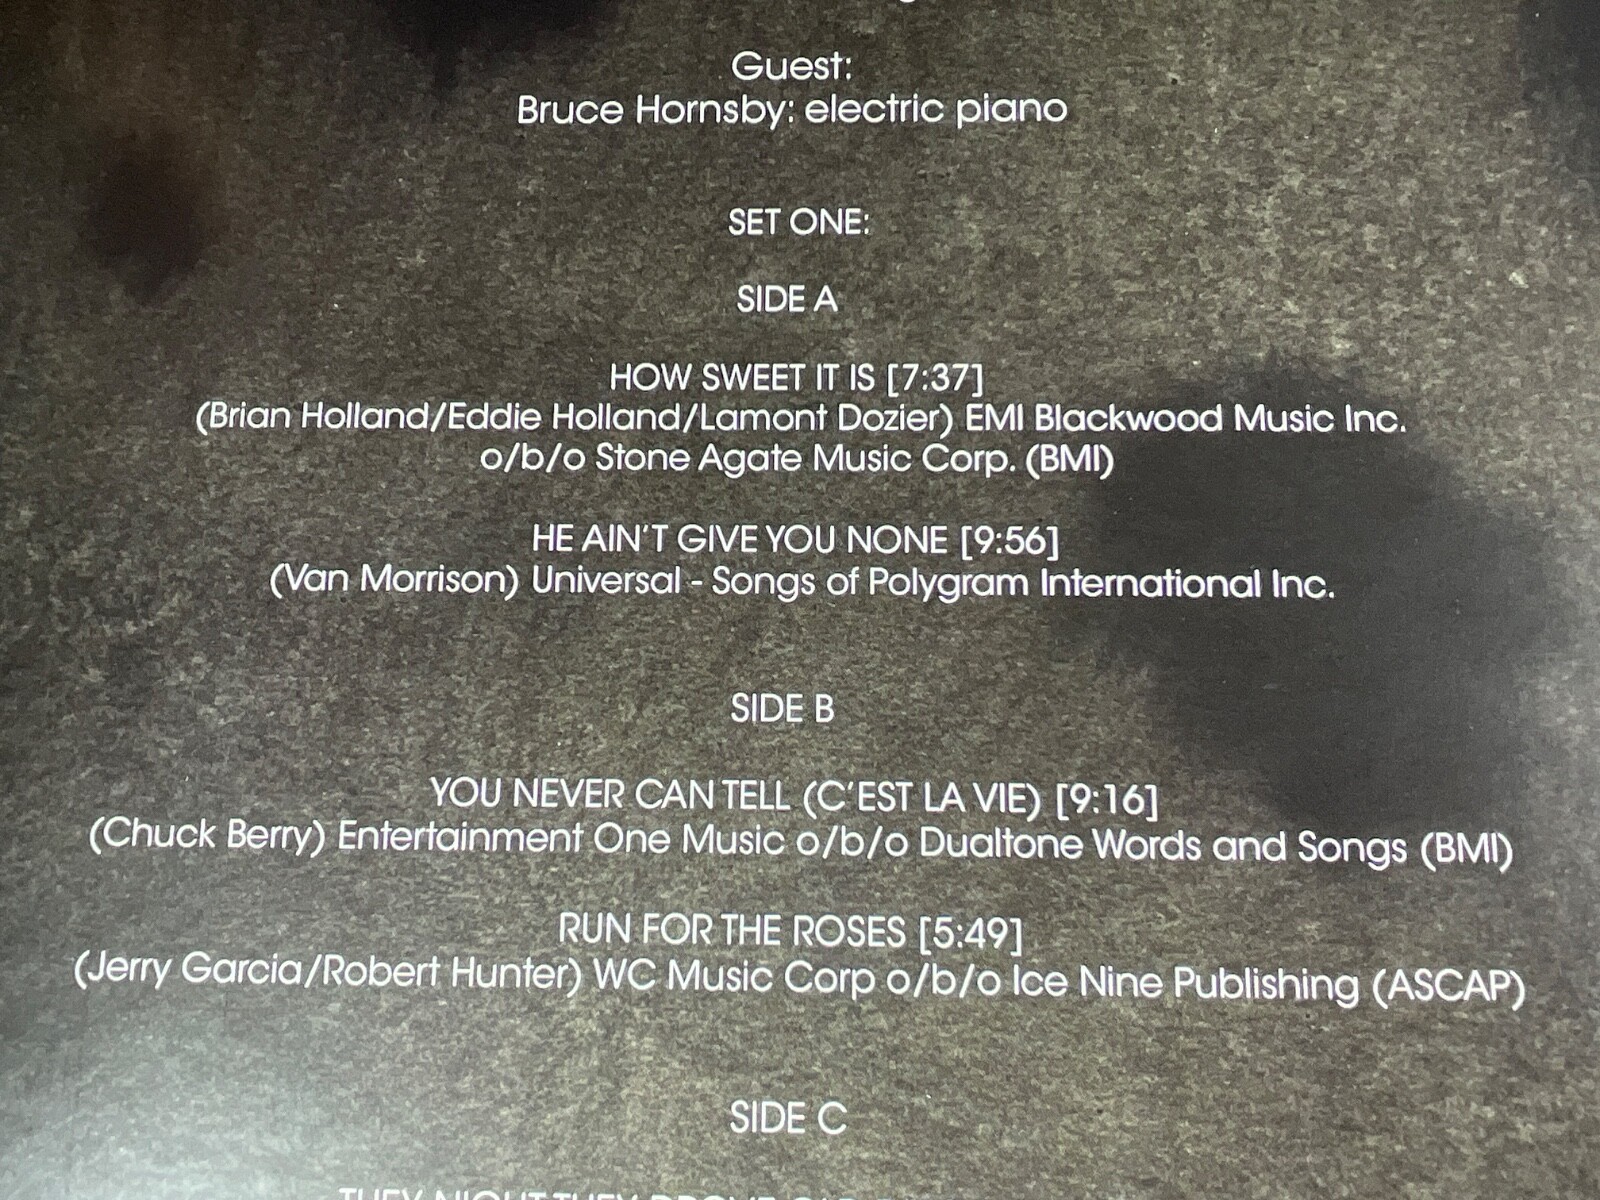 Guest:
Bruce Hornsby: electric piano
SET ONE:
SIDE A
HOW SWEET IT IS [7:37]
(Brian Holland/Eddie Holland/Lamont Dozier) EMI Blackwood Music Inc.
o/b/o Stone Agate Music Corp. (BMI)
HE AIN'T GIVE YOU NONE [9:56]
(Van Morrison) Universal - Songs of Polygram International Inc.
SIDE B
YOU NEVER CAN TELL (C'EST LA VIE) [9:16]
(Chuck Berry) Entertainment One Music o/b/o Dualtone Words and Songs (BMI)
RUN FOR THE ROSES [5:49]
(Jerry Garcia/Robert Hunter) WC Music Corp o/b/o Ice Nine Publishing (ASCAP)
SIDE C
THEY NIGHT THEY DROVE